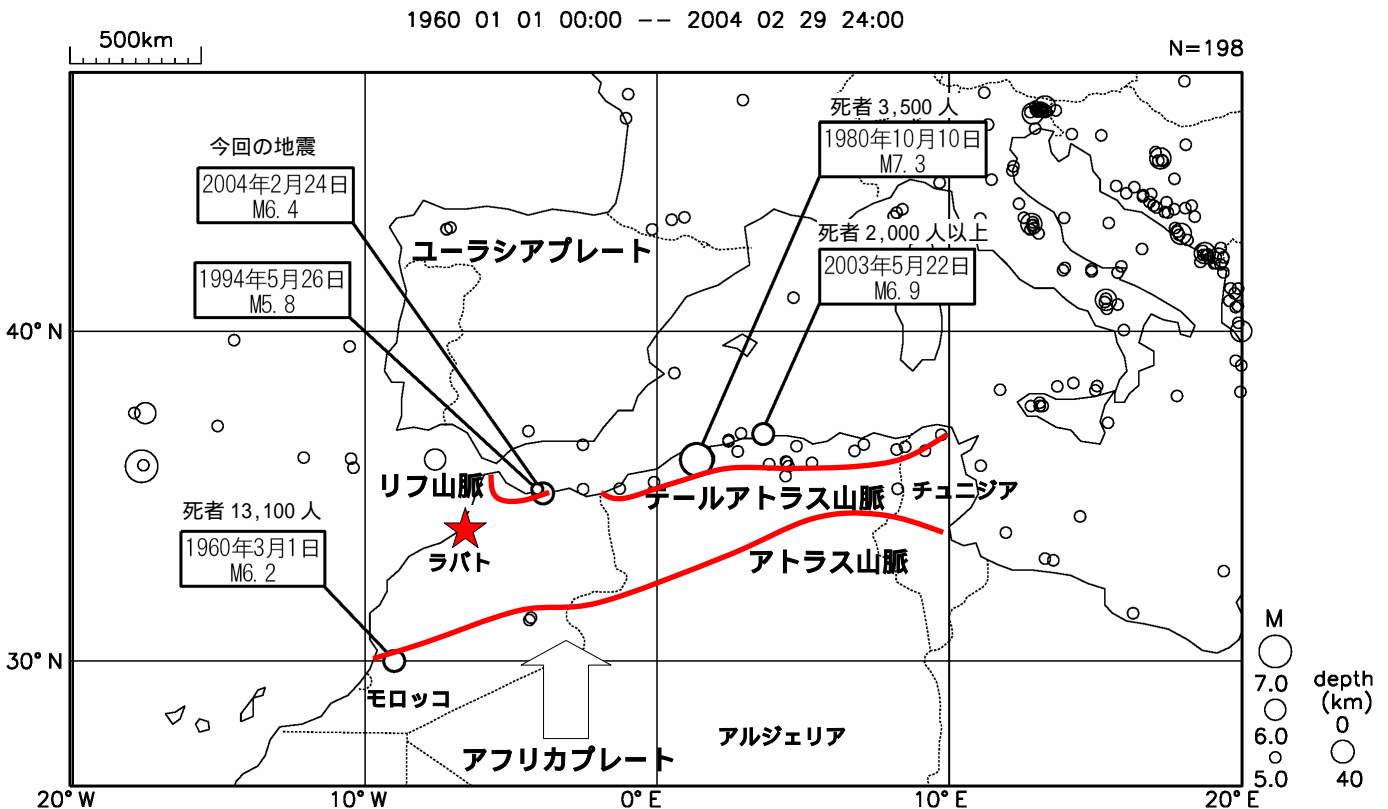 1960 01 01 00:00 -- 2004 02 29 24:00
500km
N=198
死者 3,500 人
1980年10月10日
M7.3
今回の地震
2004年2月24日
M6.4
死者 2,000 人以上
2003年5月22日
M6.9
ユーラシアプレート
1994年5月26日
M5.8
40°N
リフ山脈
テールアトラス山脈
チュニジア
死者 13,100 人
1960年3月1日
M6.2
ラバト
アトラス山脈
30°N
モロッコ
アフリカプレート
アルジェリア
M
7.0
6.0
5.0
depth
(km)
0
40
20°W
10°W
0°E
10°E
20°E